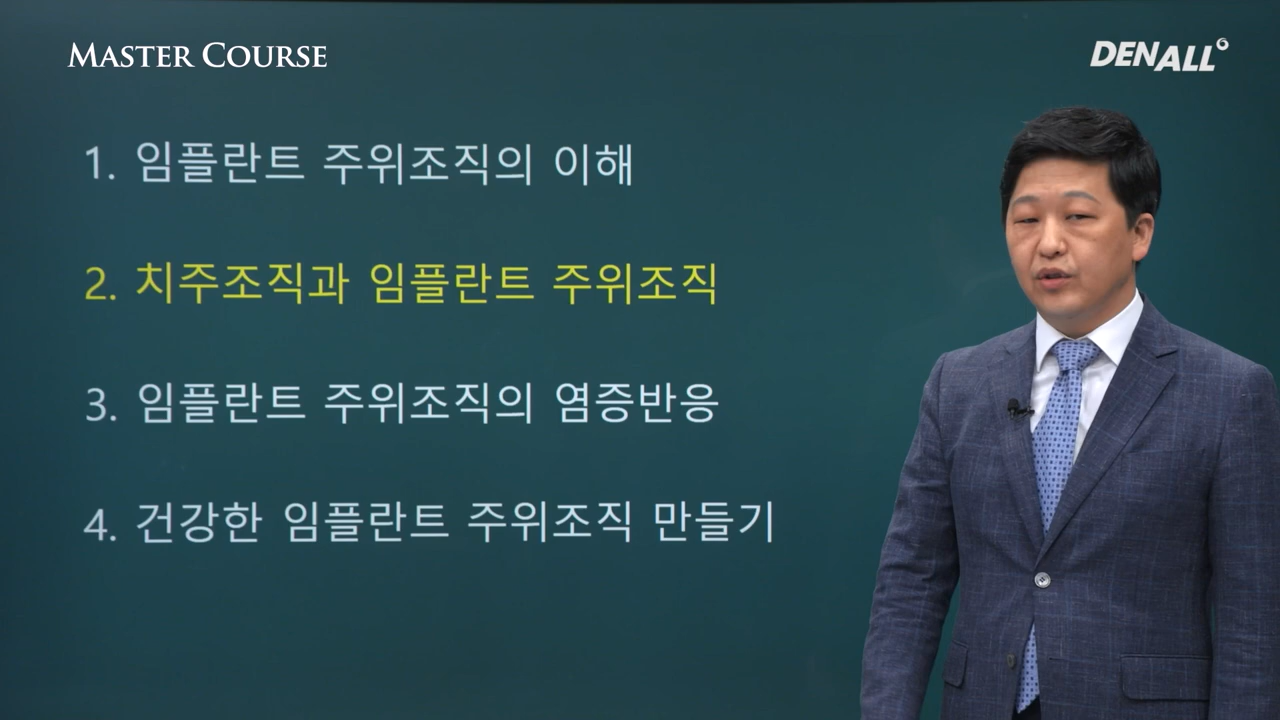 MASTER COURSE
DENALL
1. 임플란트 주위조직의 이해
2. 치주조직과 임플란트 주위조직
3. 임플란트 주위조직의 염증반응
4. 건강한 임플란트 주위조직 만들기